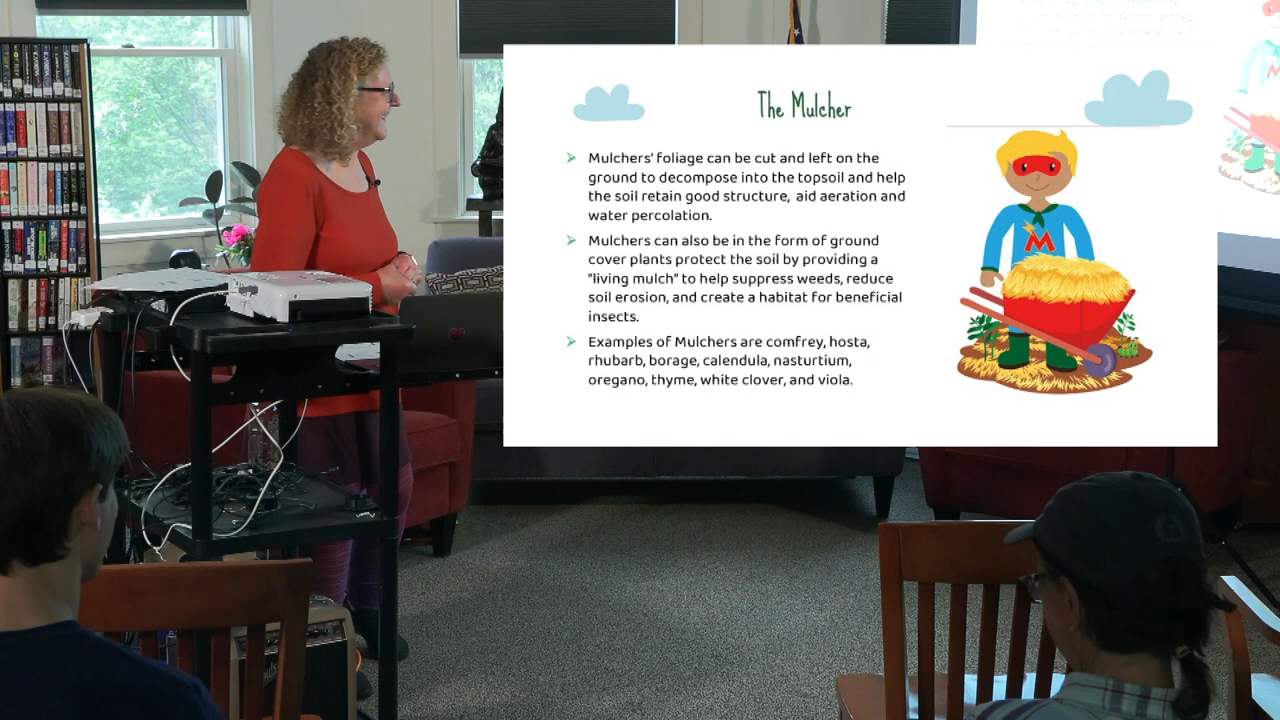 The Mulcher
Mulchers' foliage can be cut and left on the
ground to decompose into the topsoil and help
the soil retain good structure, aid aeration and
water percolation.
Mulchers can also be in the form of ground
cover plants protect the soil by providing a
"living mulch" to help suppress weeds, reduce
soil erosion, and create a habitat for beneficial
insects.
Examples of Mulchers are comfrey, hosta,
rhubarb, borage, calendula, nasturtium,
oregano, thyme, white clover, and viola.
M